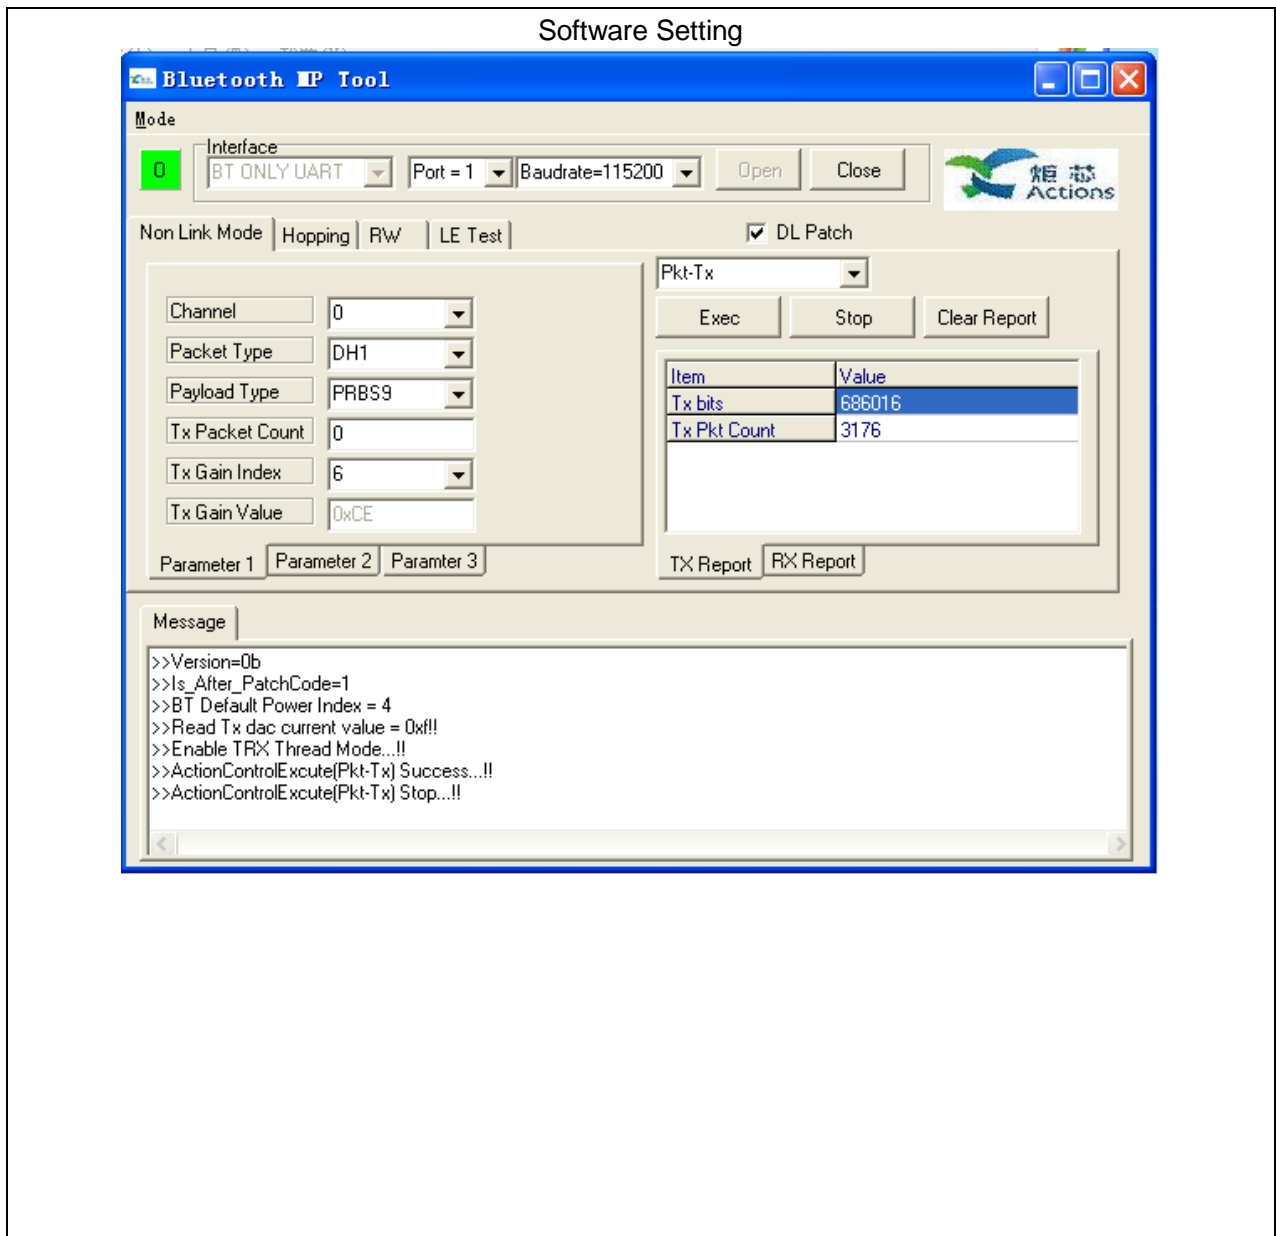 Software Setting
Bluetooth MP Tool
Mode
Interface
0 BT ONLY UART Port = 1 Baudrate=115200 Open Close
炬芯
Actions
Non Link Mode Hopping RW LE Test DL Patch
Pkt-Tx
Exec Stop Clear Report
Channel 0
Packet Type DH1
Payload Type PRBS9
Tx Packet Count 0
Tx Gain Index 6
Tx Gain Value 0xCE
Item Value
Tx bits 686016
Tx Pkt Count 3176
Parameter 1 Parameter 2 Paramter 3
TX Report RX Report
Message
>>Version=0b
>>Is_After_PatchCode=1
>>BT Default Power Index = 4
>>Read Tx dac current value = 0xf!!
>>Enable TRX Thread Mode...!!
>>ActionControlExcute(Pkt-Tx) Success...!!
>>ActionControlExcute(Pkt-Tx) Stop...!!